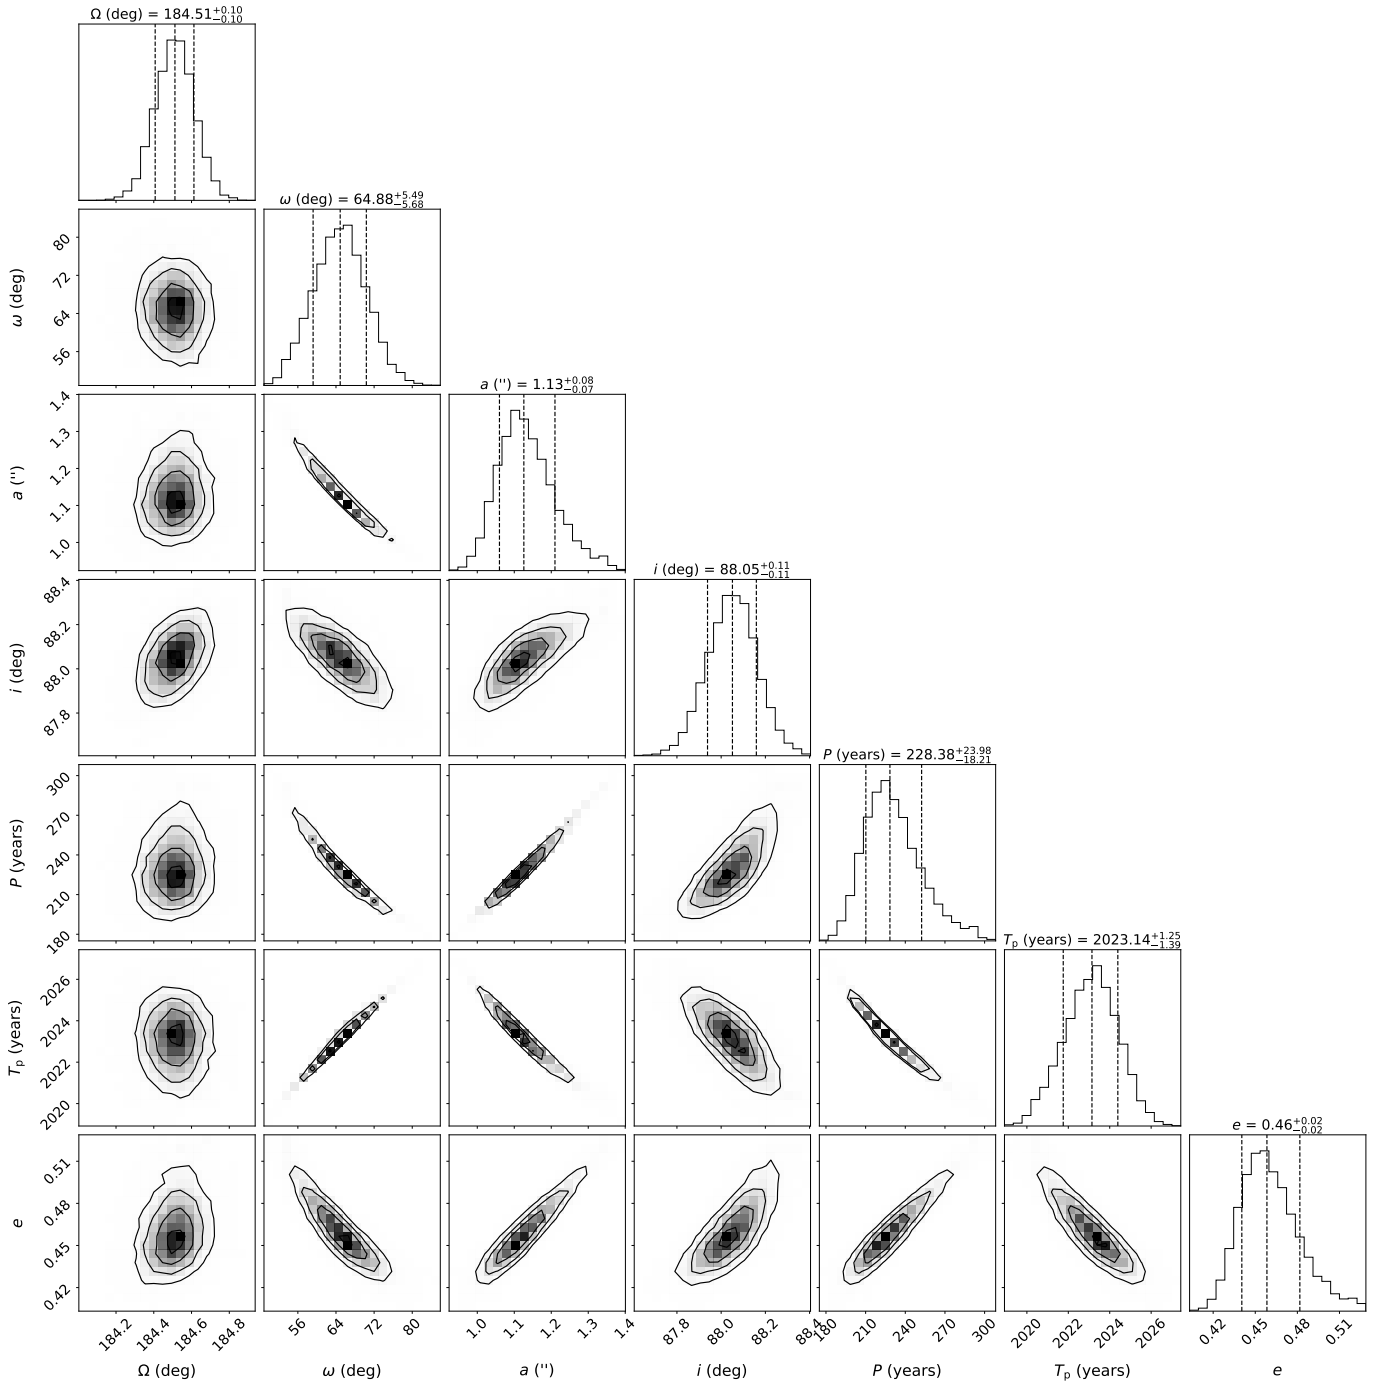 Ω (deg) = 184.51+0.10 −0.10
ω (deg) = 64.88+5.49 −5.68
80
72
64
56
ω (deg)
a ('') = 1.13+0.08 −0.07
1.4
1.3
1.2
1.1
1.0
a ('')
i (deg) = 88.05+0.11 −0.11
88.4
88.2
88.0
87.8
i (deg)
P (years) = 228.38+23.98 −18.21
300
270
240
210
180
P (years)
Tp (years) = 2023.14+1.25 −1.39
2026
2024
2022
2020
Tp (years)
e = 0.46+0.02 −0.02
0.51
0.48
0.45
0.42
e
184.2 184.4 184.6 184.8 56 64 72 80 1.0 1.1 1.2 1.3 1.4 87.8 88.0 88.2 88.4 180 210 240 270 300 2020 2022 2024 2026 0.42 0.45 0.48 0.51
Ω (deg) ω (deg) a ('') i (deg) P (years) Tp (years) e